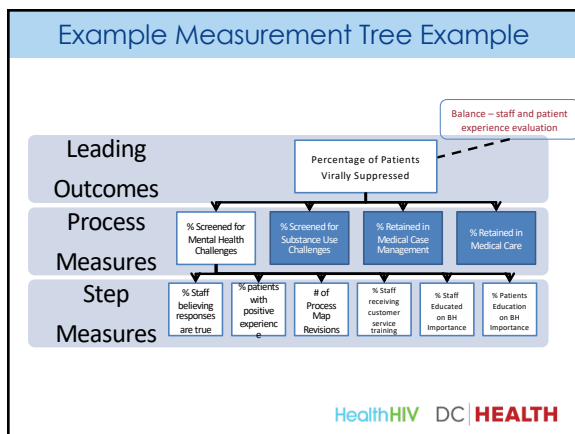 Example Measurement Tree Example
Balance – staff and patient
experience evaluation
Leading
Outcomes
Percentage of Patients
Virally Suppressed
Process
Measures
% Screened for
Mental Health
Challenges
% Screened for
Substance Use
Challenges
% Retained in
Medical Case
Management
% Retained in
Medical Care
Step
Measures
% Staff
believing
responses
are true
% patients
with
positive
experienc
e
# of
Process
Map
Revisions
% Staff
receiving
customer
service
training
% Staff
Educated
on BH
Importance
% Patients
Education
on BH
Importance
HealthHIV DC|HEALTH